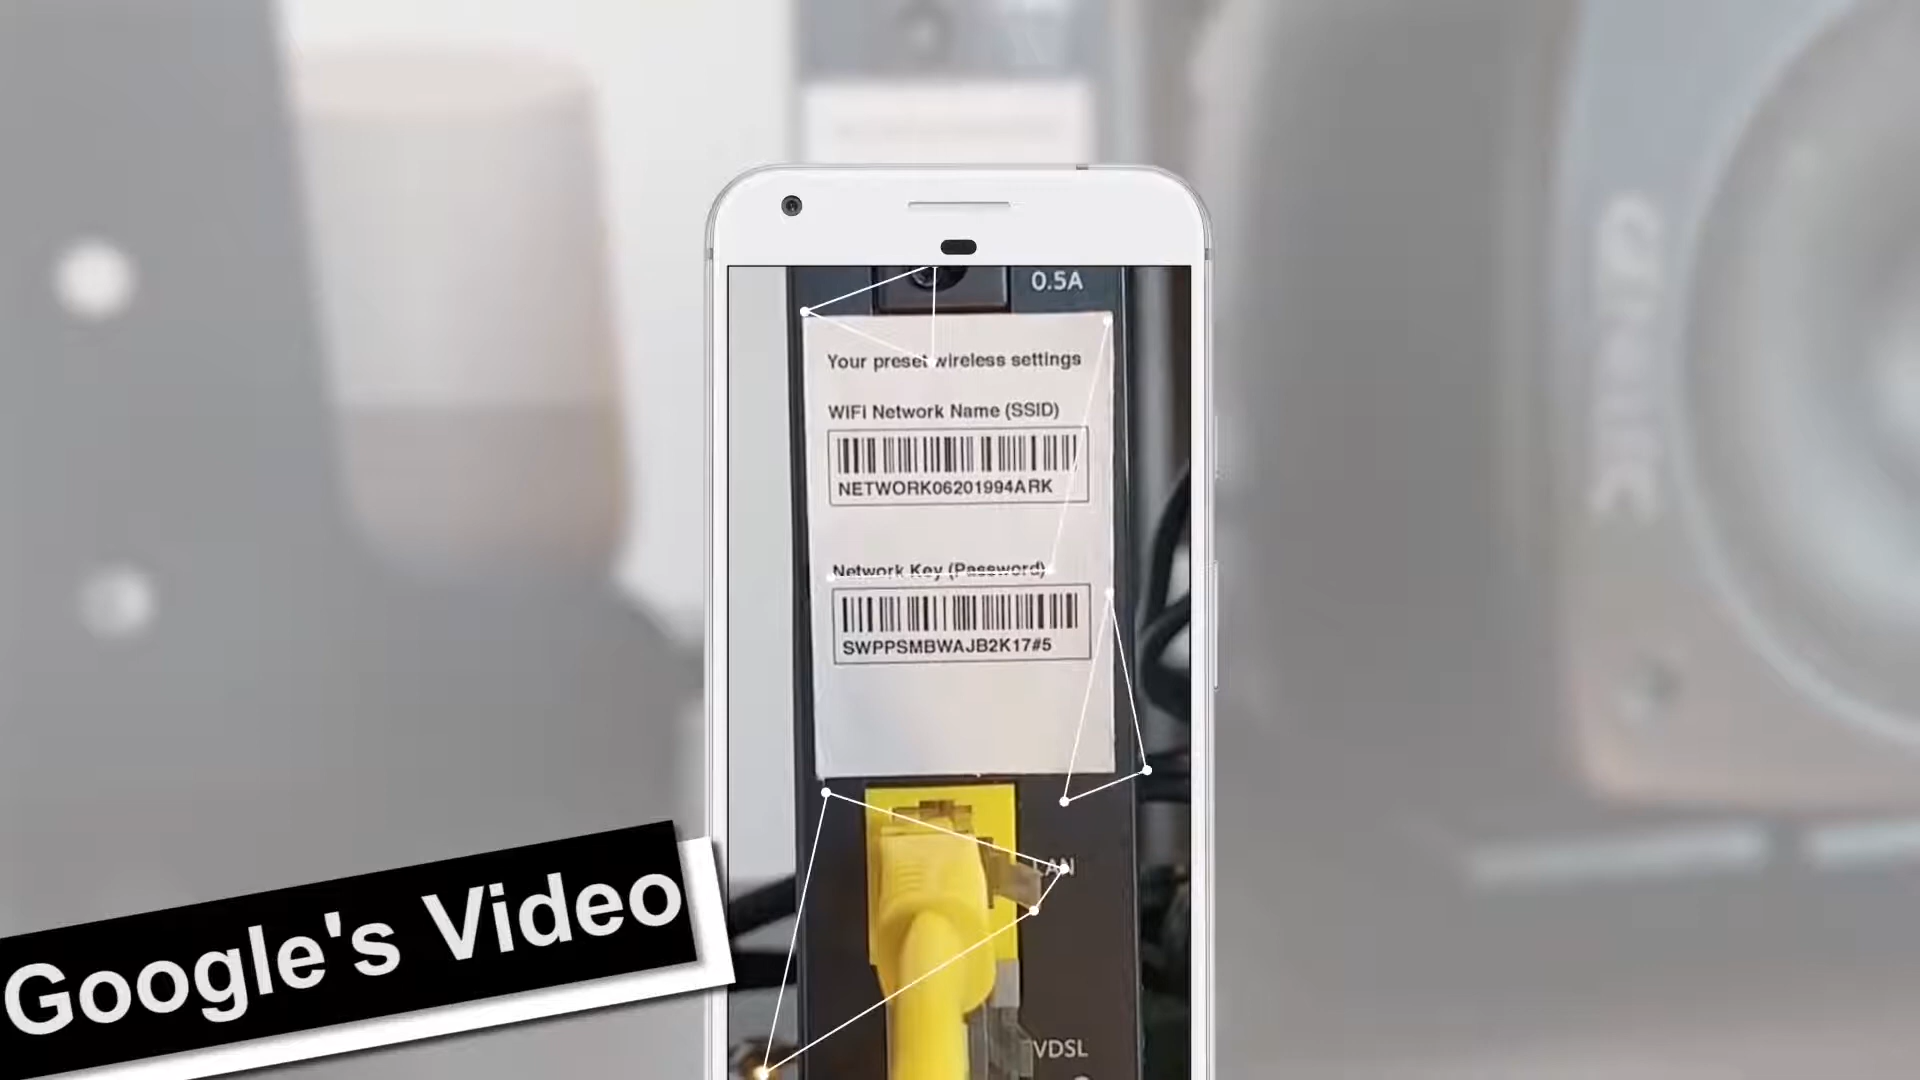 0.5A
Your preset wireless settings
WiFi Network Name (SSID)
NETWORK06201994ARK
Network Key (Password)
SWPPSMBWAJB2K17#5
LAN
VDSL
Google's Video